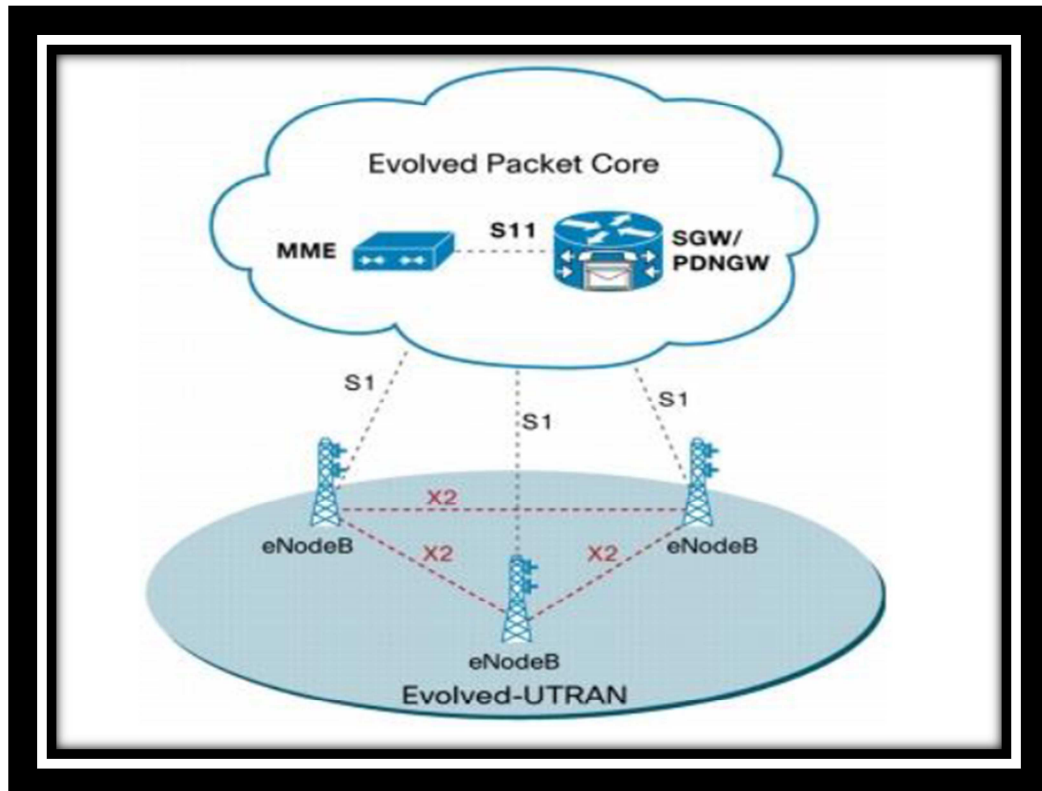 Evolved Packet Core
MME
S11
SGW/
PDNGW
S1
S1
S1
X2
eNodeB
eNodeB
X2
X2
eNodeB
Evolved-UTRAN